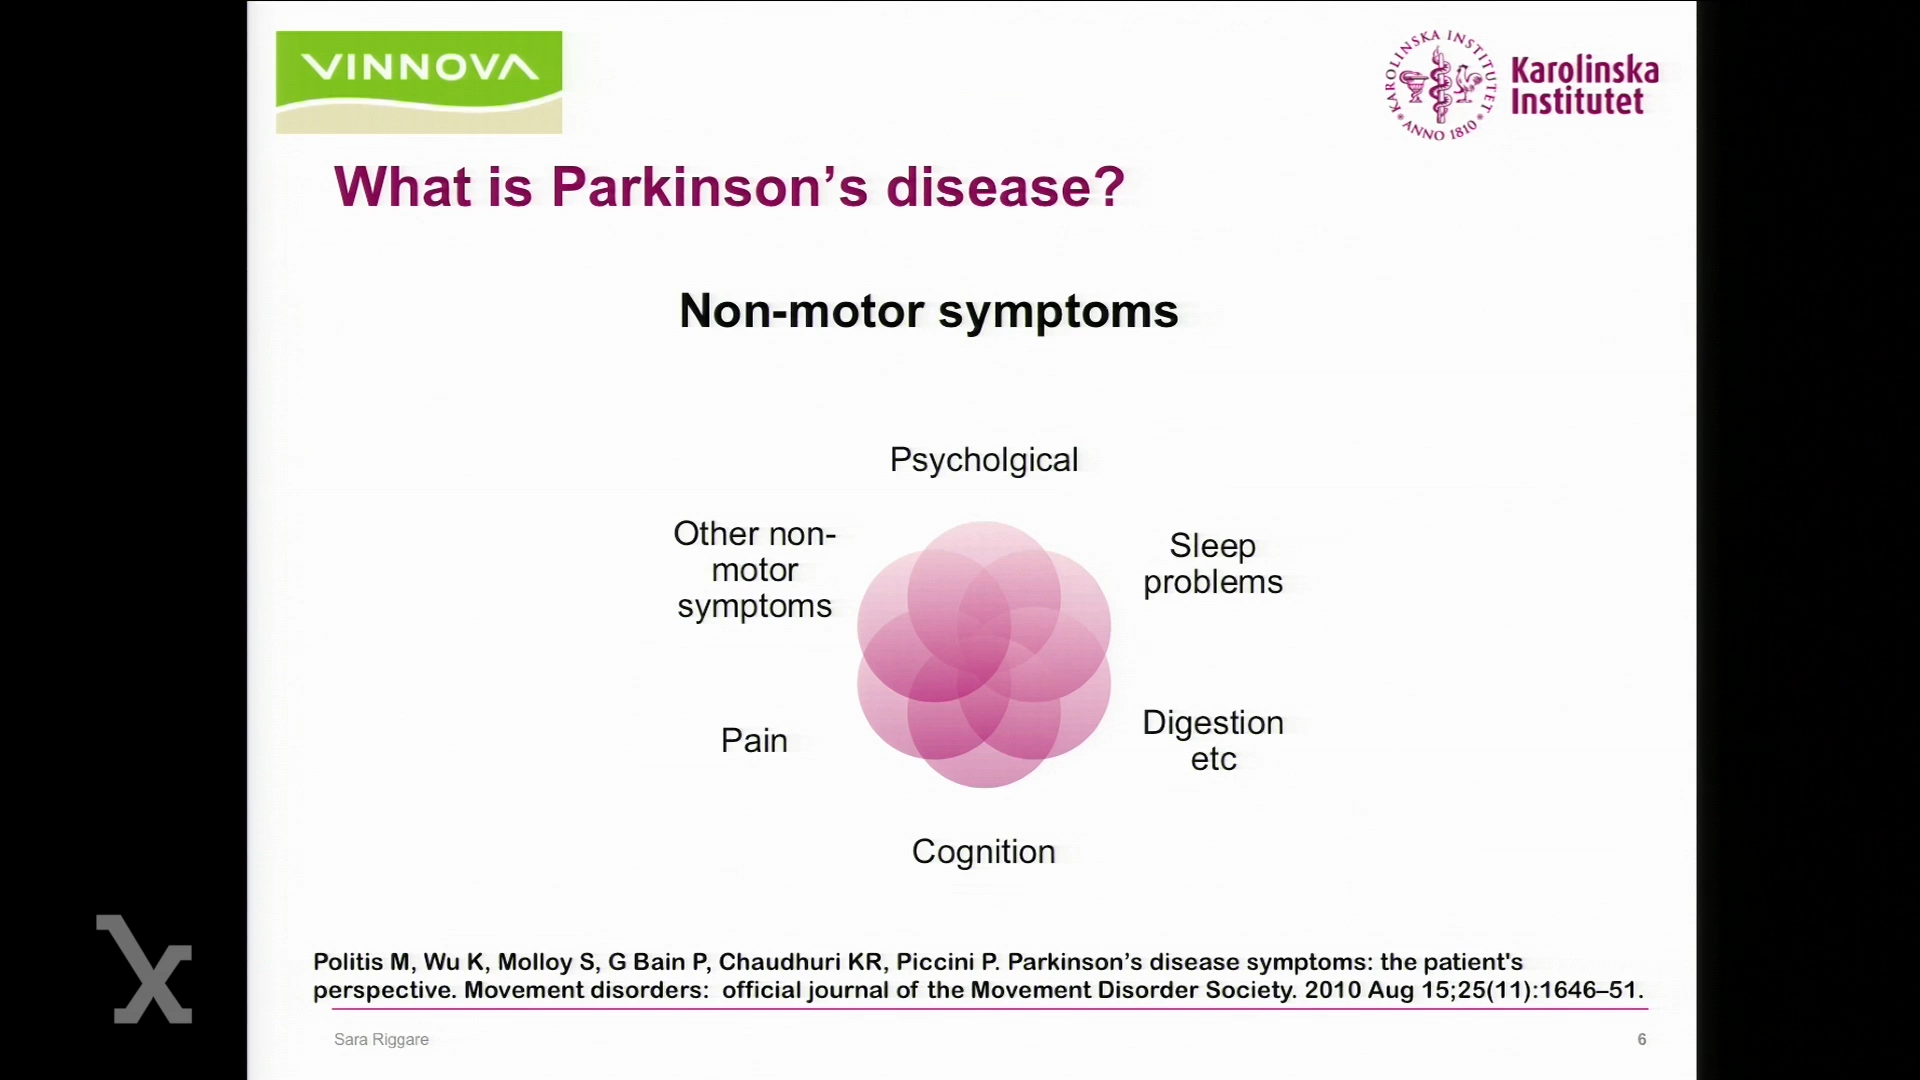 VINNOVA
KAROLINSKA INSTITUTET
ANNO 1810
Karolinska
Institutet
What is Parkinson’s disease?
Non-motor symptoms
Psycholgical
Other non-
motor
symptoms
Sleep
problems
Pain
Digestion
etc
Cognition
Politis M, Wu K, Molloy S, G Bain P, Chaudhuri KR, Piccini P. Parkinson’s disease symptoms: the patient's
perspective. Movement disorders: official journal of the Movement Disorder Society. 2010 Aug 15;25(11):1646–51.
Sara Riggare
6